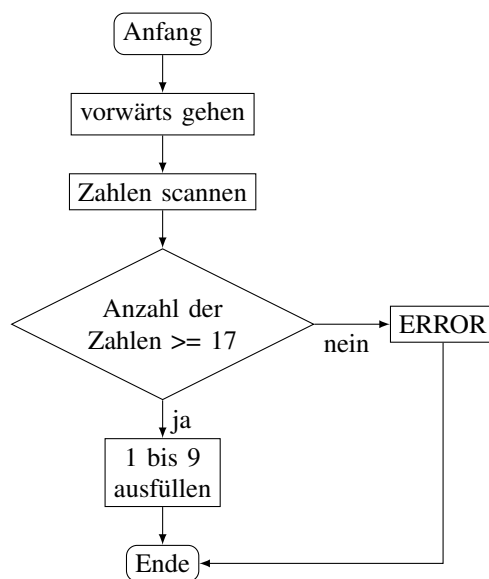 Anfang
vorwärts gehen
Zahlen scannen
Anzahl der
Zahlen >= 17
nein
ERROR
ja
1 bis 9
ausfüllen
Ende